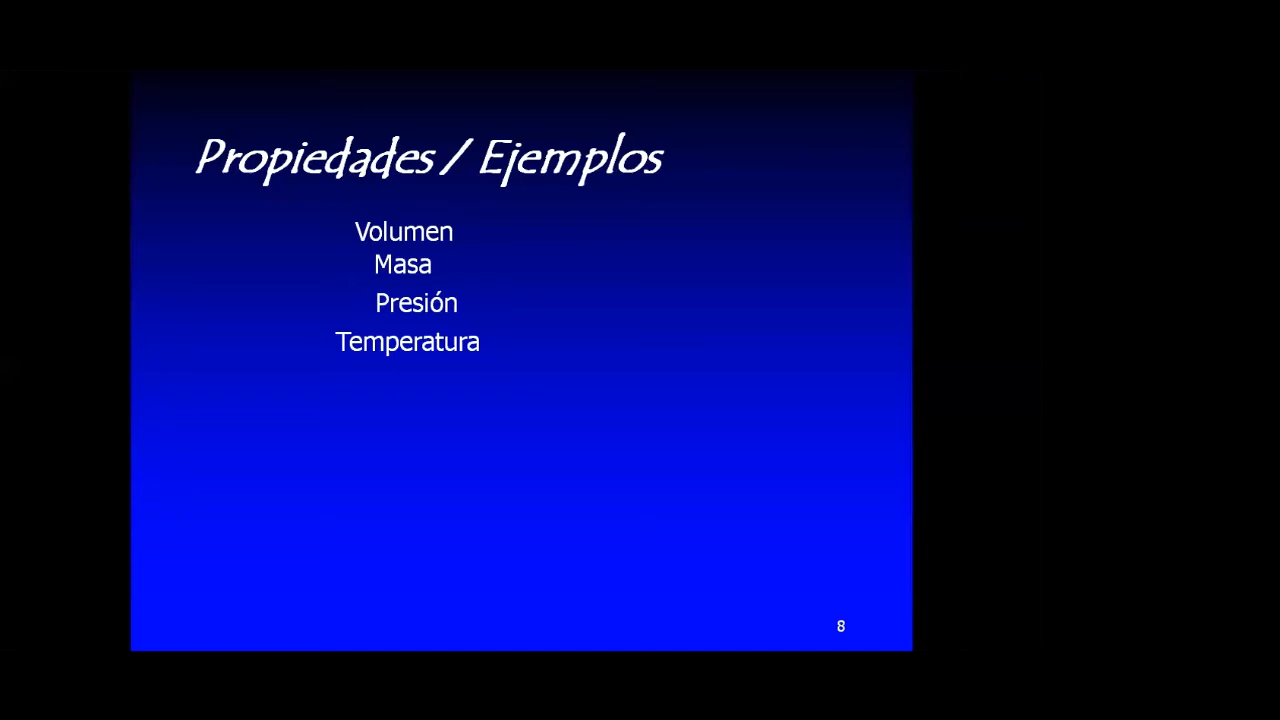 Propiedades / Ejemplos
Volumen
Masa
Presión
Temperatura
8